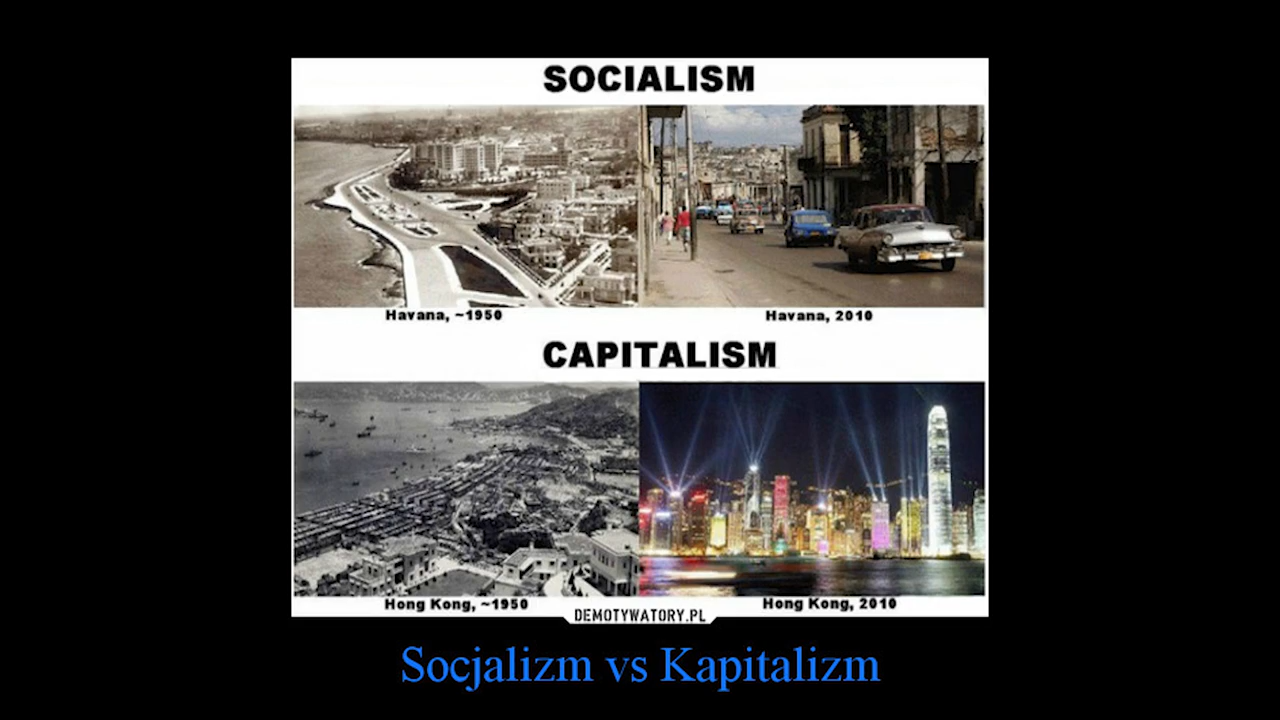 SOCIALISM
Havana, ~1950
Havana, 2010
CAPITALISM
Hong Kong, ~1950
Hong Kong, 2010
DEMOTYWATORY.PL
Socjalizm vs Kapitalizm